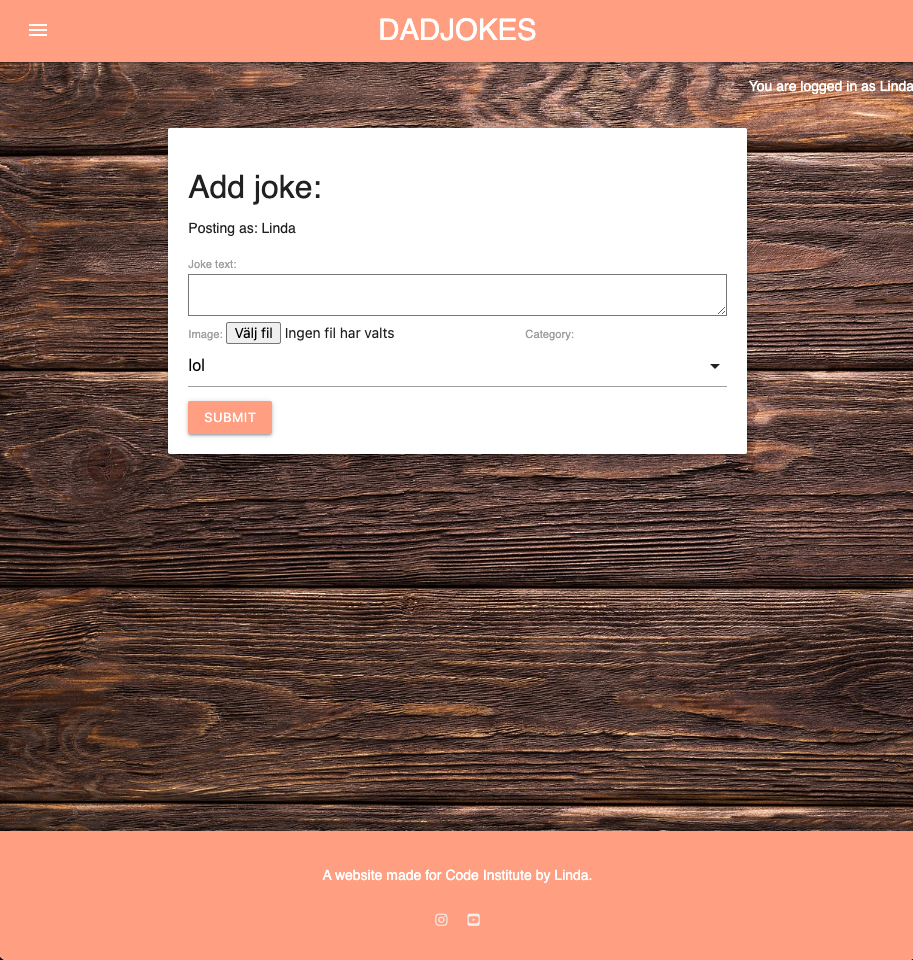 DADJOKES
You are logged in as Linda
Add joke:
Posting as: Linda
Joke text:
Image: Välj fil Ingen fil har valts Category:
lol
SUBMIT
A website made for Code Institute by Linda.